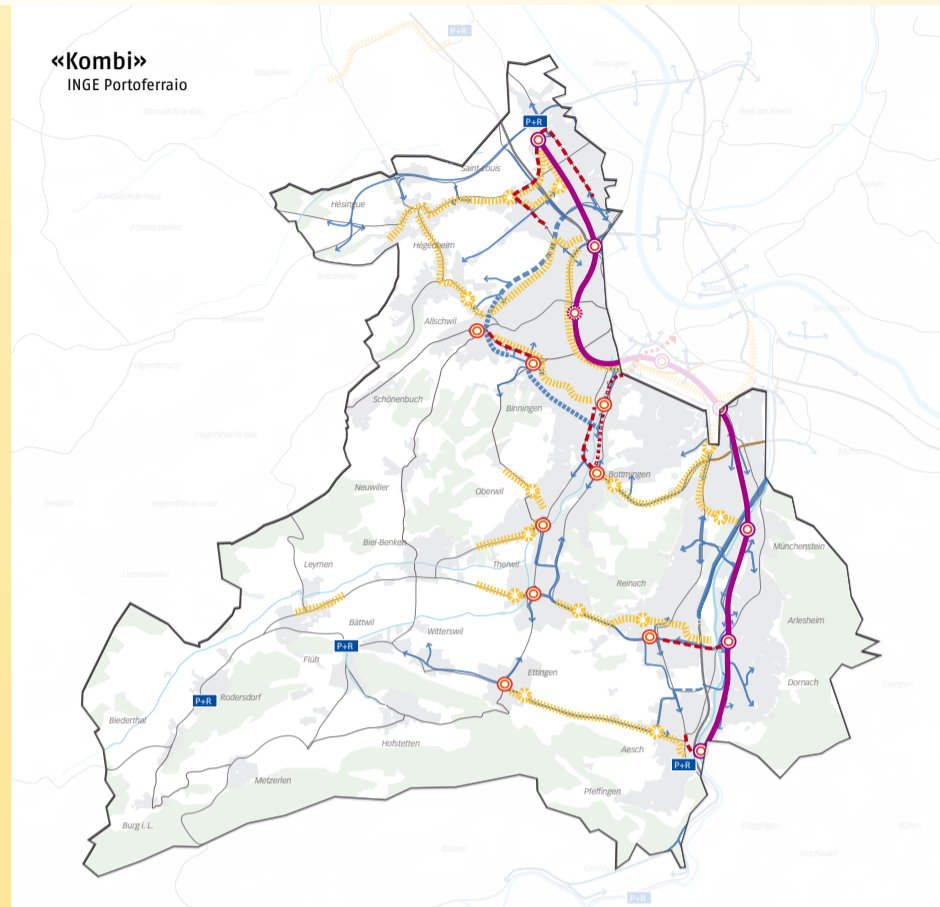 «Kombi»
INGE Portoferraio
P+R
P+R
Saint-Louis
Hésingue
Hégenheim
Allschwil
Schönenbuch
Binningen
Bottmingen
Neuwiller
Oberwil
Biel-Benken
Therwil
Leymen
Reinach
Münchenstein
Arlesheim
Bättwil
Witterswil
P+R
Flüh
Ettingen
Dornach
P+R
Rodersdorf
Biederthal
Hofstetten
Aesch
P+R
Metzerlen
Pfeffingen
Burg i. L.
P+R